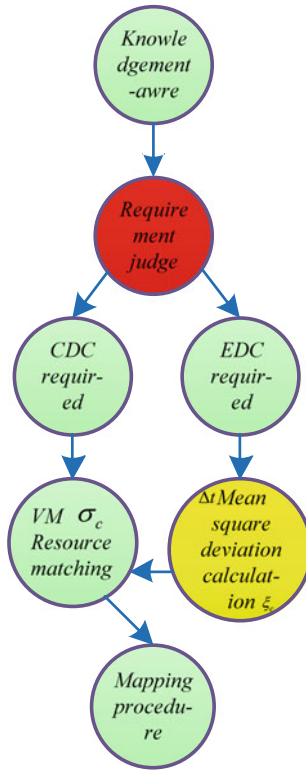 Knowle
dgement
-awre
Require
ment
judge
CDC
requir-
ed
EDC
requir-
ed
VM σc
Resource
matching
Δt Mean
square
deviation
calculat-
ion ξc
Mapping
procedu-
re